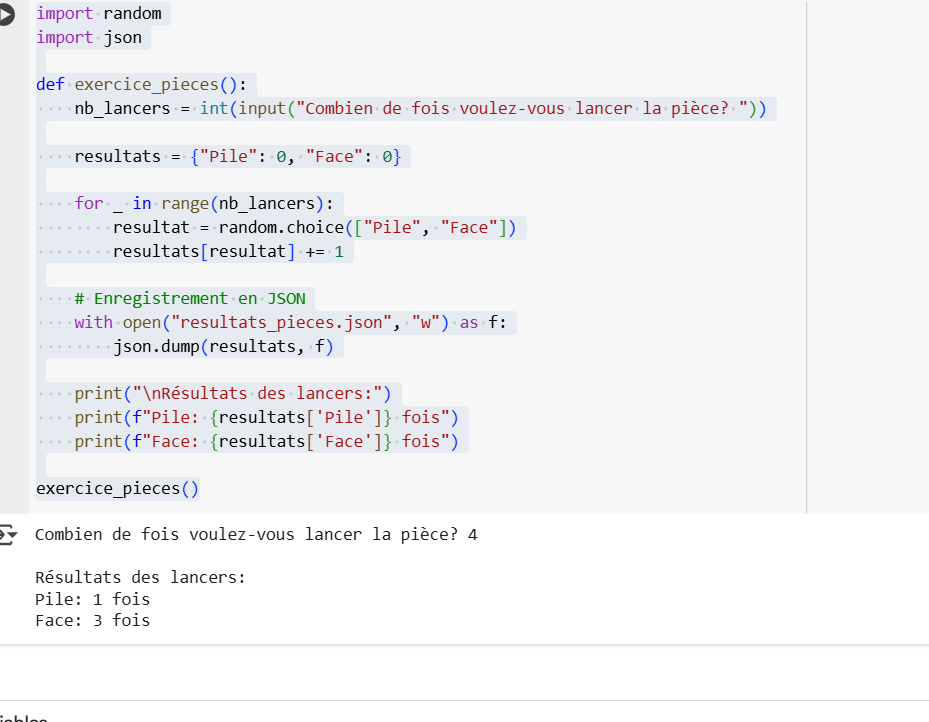 import random
import json
def exercice_pieces():
    nb_lancers = int(input("Combien de fois voulez-vous lancer la pièce? "))
    resultats = {"Pile": 0, "Face": 0}
    for _ in range(nb_lancers):
        resultat = random.choice(["Pile", "Face"])
        resultats[resultat] += 1
    # Enregistrement en JSON
    with open("resultats_pieces.json", "w") as f:
        json.dump(resultats, f)
    print("\nRésultats des lancers:")
    print(f"Pile: {resultats['Pile']} fois")
    print(f"Face: {resultats['Face']} fois")
exercice_pieces()
Combien de fois voulez-vous lancer la pièce? 4
Résultats des lancers:
Pile: 1 fois
Face: 3 fois